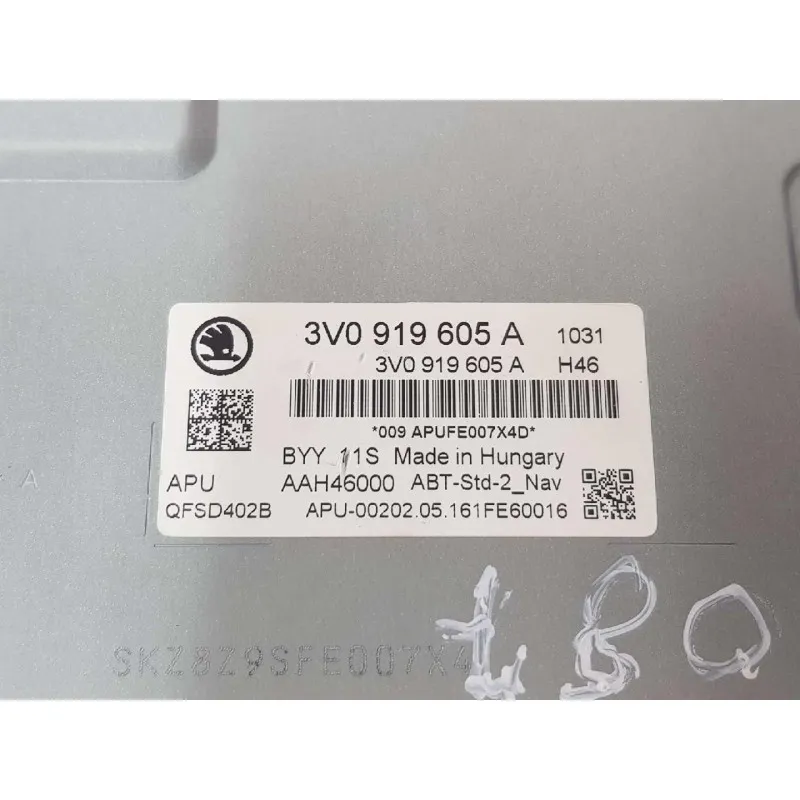 3V0 919 605 A 1031
3V0 919 605 A H46
*009 APUFE007X4D*
BYY 11S Made in Hungary
APU AAH46000 ABT-Std-2_Nav
QFSD402B APU-00202.05.161FE60016
A
180
SKZ8Z9SFE007X4